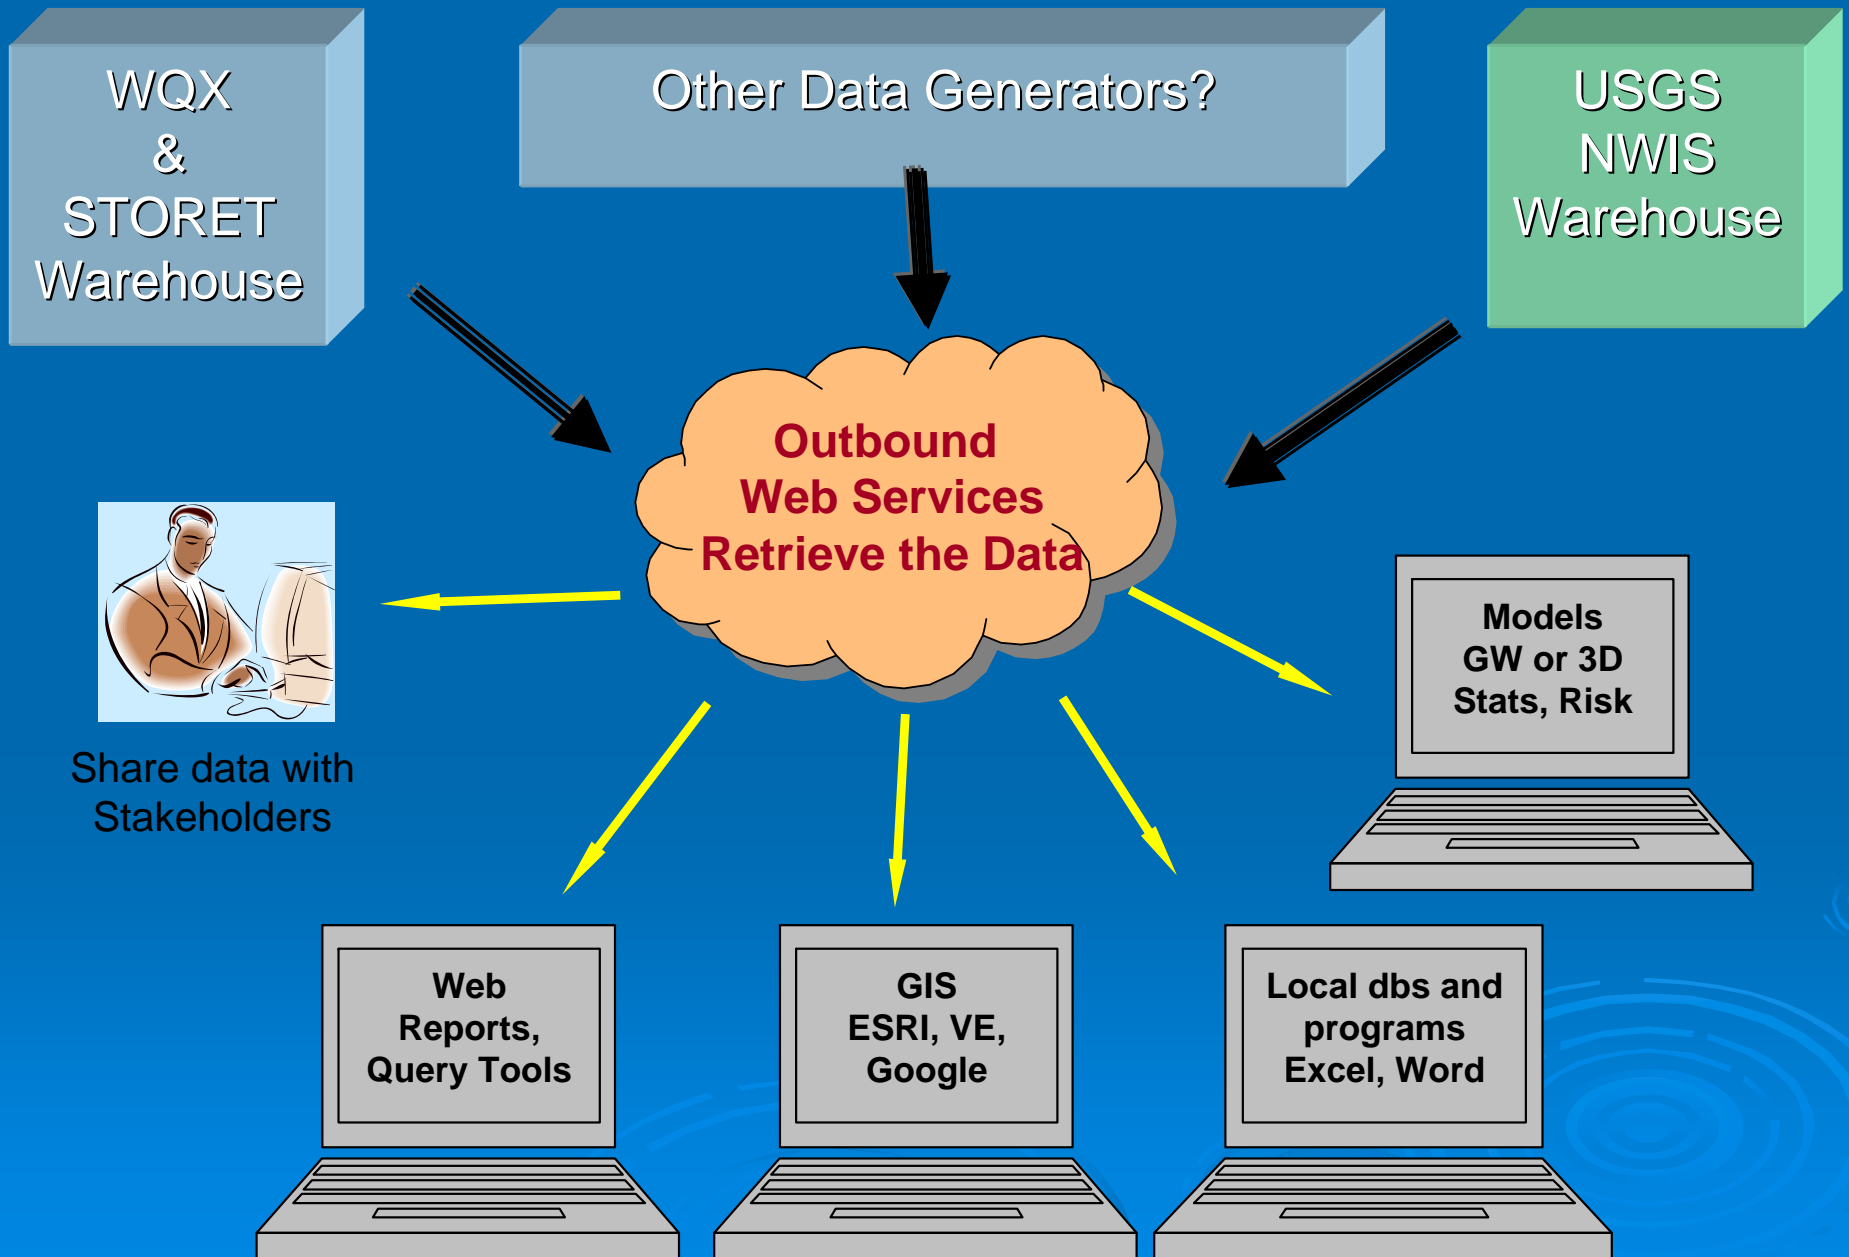 WQX
&
STORET
Warehouse
Other Data Generators?
USGS
NWIS
Warehouse
Outbound
Web Services
Retrieve the Data
Share data with
Stakeholders
Models
GW or 3D
Stats, Risk
Web
Reports,
Query Tools
GIS
ESRI, VE,
Google
Local dbs and
programs
Excel, Word